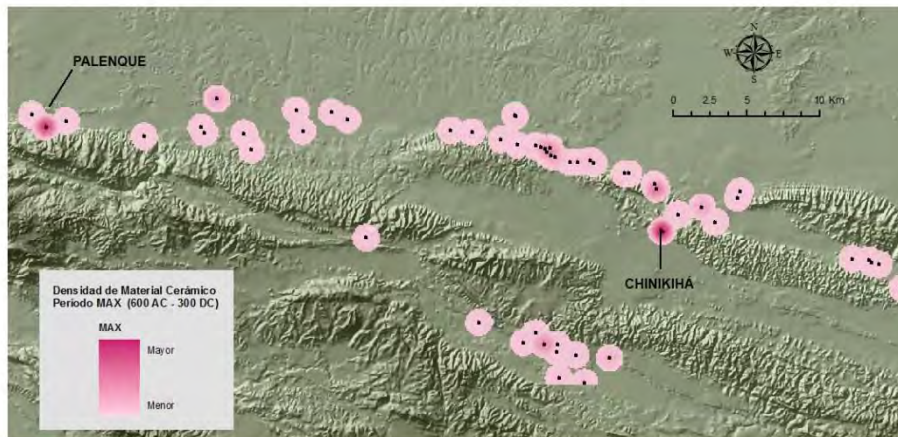 PALENQUE
N
W E
S
0 2.5 5 10 Km
CHINIKIHÁ
Densidad de Material Cerámico
Período MAX (600 AC - 300 DC)
MAX
Mayor
Menor